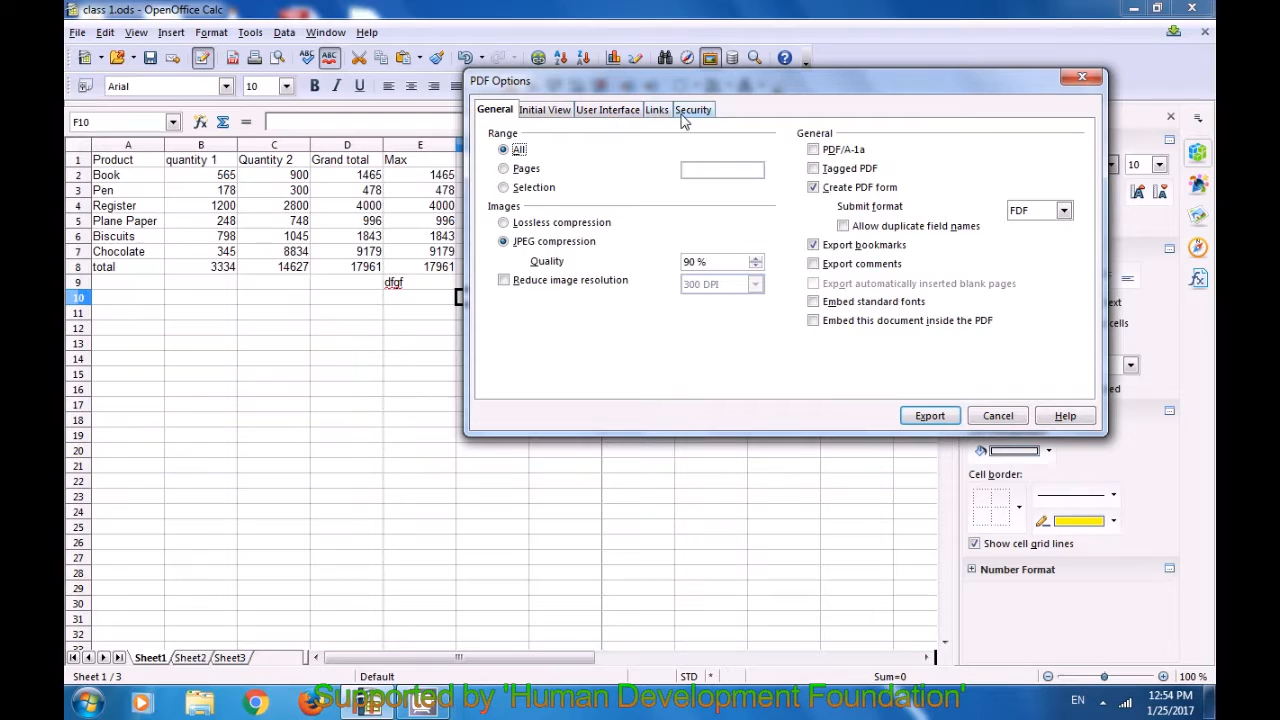 class 1.ods - OpenOffice Calc
File Edit View Insert Format Tools Data Window Help
Arial 10
F10
PDF Options
General Initial View User Interface Links Security
Range
All
Pages
Selection
Images
Lossless compression
JPEG compression
Quality 90 %
Reduce image resolution 300 DPI
General
PDF/A-1a
Tagged PDF
Create PDF form
Submit format FDF
Allow duplicate field names
Export bookmarks
Export comments
Export automatically inserted blank pages
Embed standard fonts
Embed this document inside the PDF
Export Cancel Help
A B C D E
1 Product quantity 1 Quantity 2 Grand total Max
2 Book 565 900 1465 1465
3 Pen 178 300 478 478
4 Register 1200 2800 4000 4000
5 Plane Paper 248 748 996 996
6 Biscuits 798 1045 1843 1843
7 Chocolate 345 8834 9179 9179
8 total 3334 14627 17961 17961
9 dfgf
10
11
12
13
14
15
16
17
18
19
20
21
22
23
24
25
26
27
28
29
30
31
32
10
Cell border:
Show cell grid lines
Number Format
Sheet1 Sheet2 Sheet3
Sheet 1 / 3 Default STD * Sum=0 100 %
Supported by 'Human Development Foundation'
EN
12:54 PM
1/25/2017